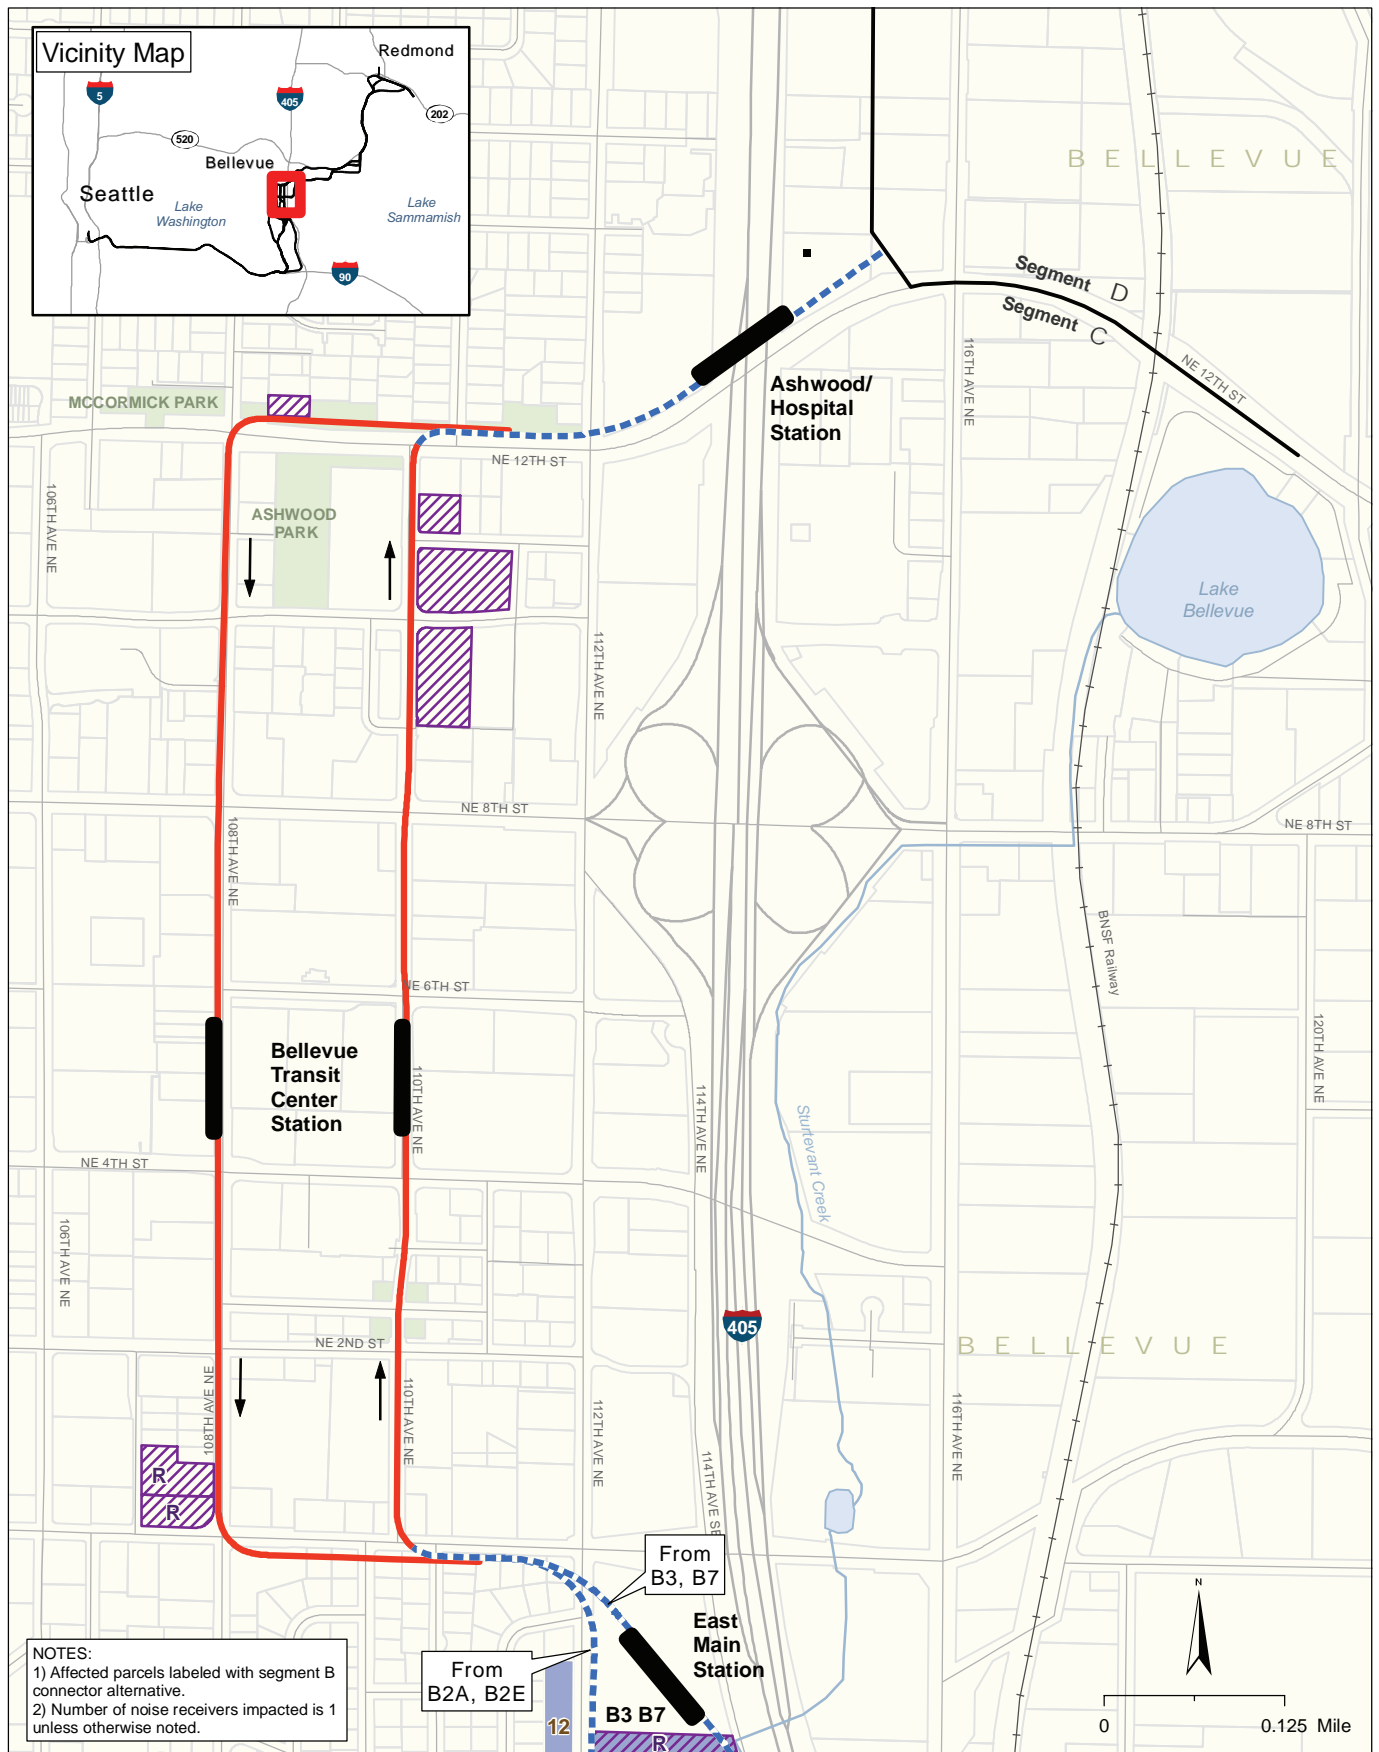 Vicinity Map
Redmond
5
405
202
520
Bellevue
Seattle
Lake
Washington
Lake
Sammamish
90
BELLEVUE
Segment D
Segment C
NE 12TH ST
116TH AVE NE
Ashwood/
Hospital
Station
MCCORMICK PARK
NE 12TH ST
106TH AVE NE
ASHWOOD
PARK
Lake
Bellevue
112TH AVE NE
NE 8TH ST
NE 8TH ST
108TH AVE NE
BNSF Railway
NE 6TH ST
120TH AVE NE
Bellevue
Transit
Center
Station
110TH AVE NE
114TH AVE NE
Sturtevant Creek
NE 4TH ST
106TH AVE NE
405
NE 2ND ST
BELLEVUE
108TH AVE NE
110TH AVE NE
112TH AVE NE
116TH AVE NE
114TH AVE SE
R
R
From
B3, B7
East
Main
Station
From
B2A, B2E
B3 B7
12
R
N
0 0.125 Mile
NOTES:
1) Affected parcels labeled with segment B
connector alternative.
2) Number of noise receivers impacted is 1
unless otherwise noted.